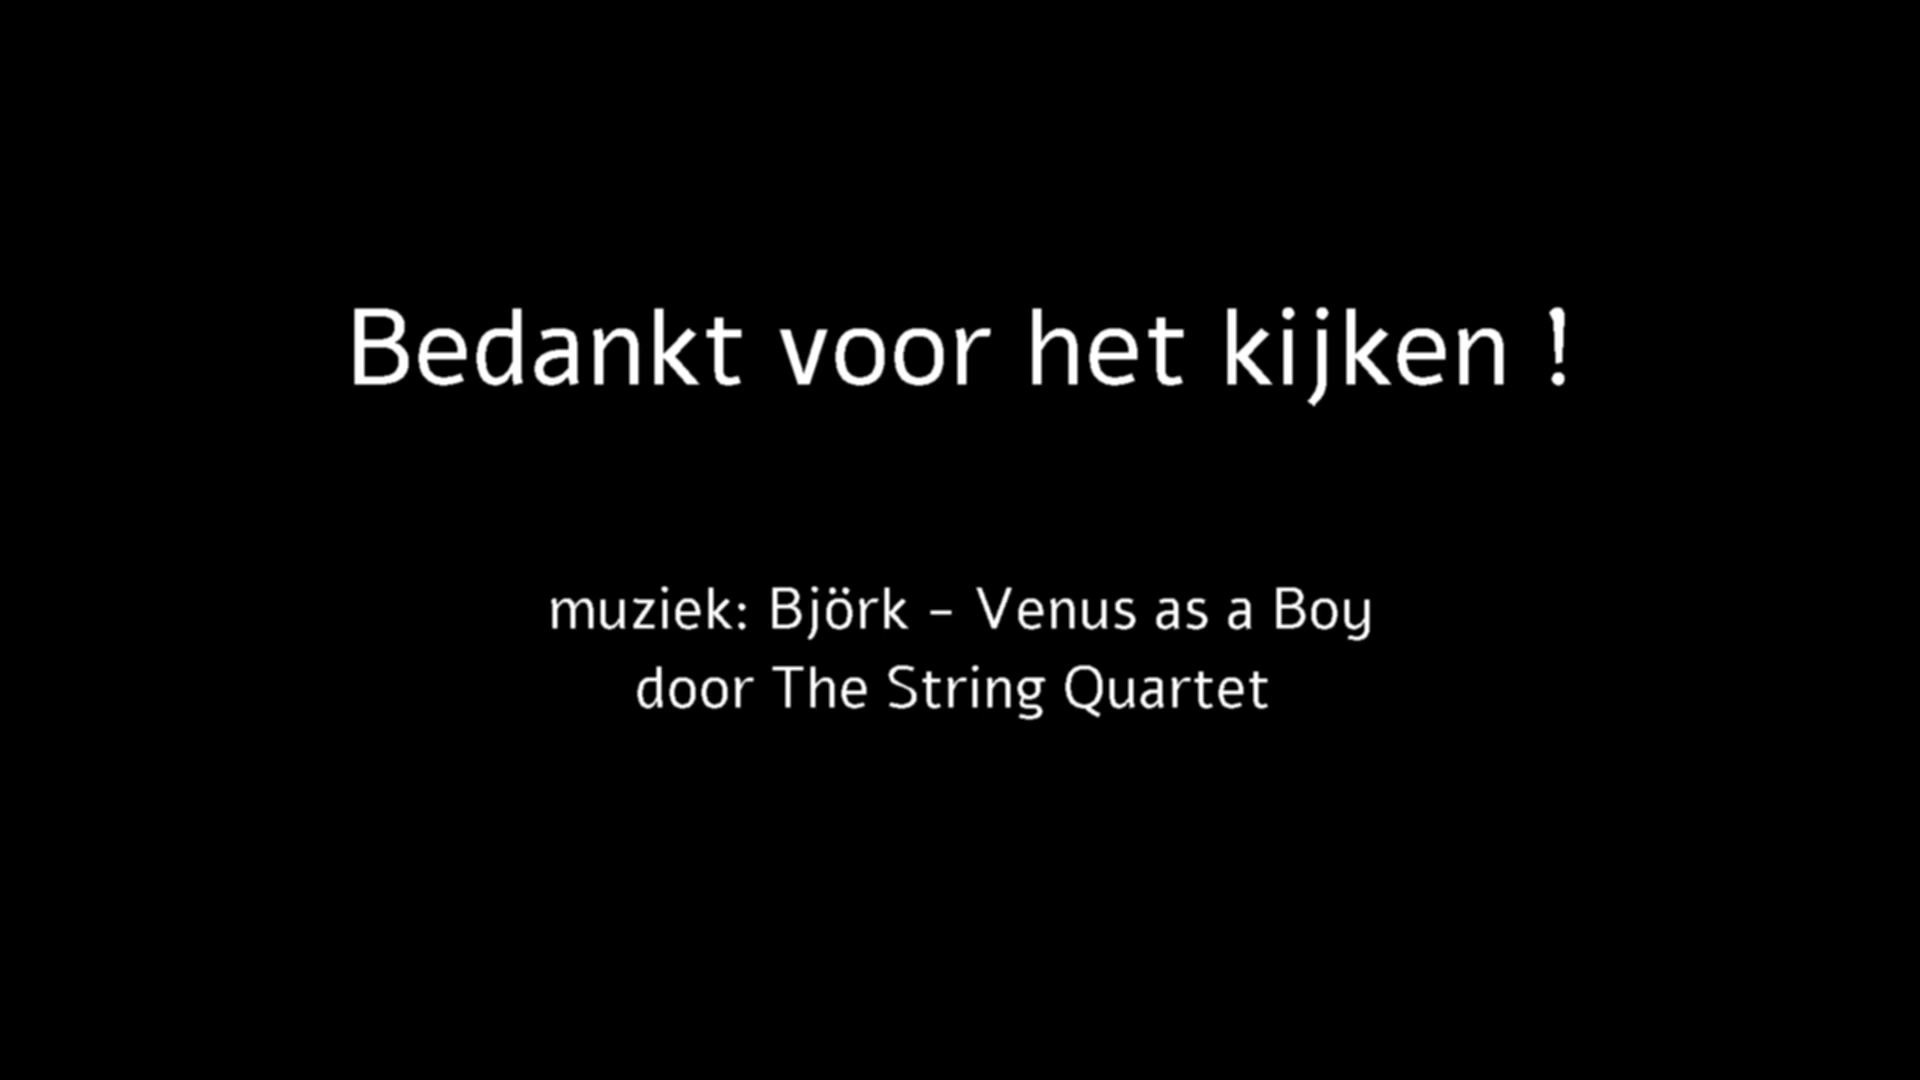 Bedankt voor het kijken !
muziek: Björk - Venus as a Boy
door The String Quartet